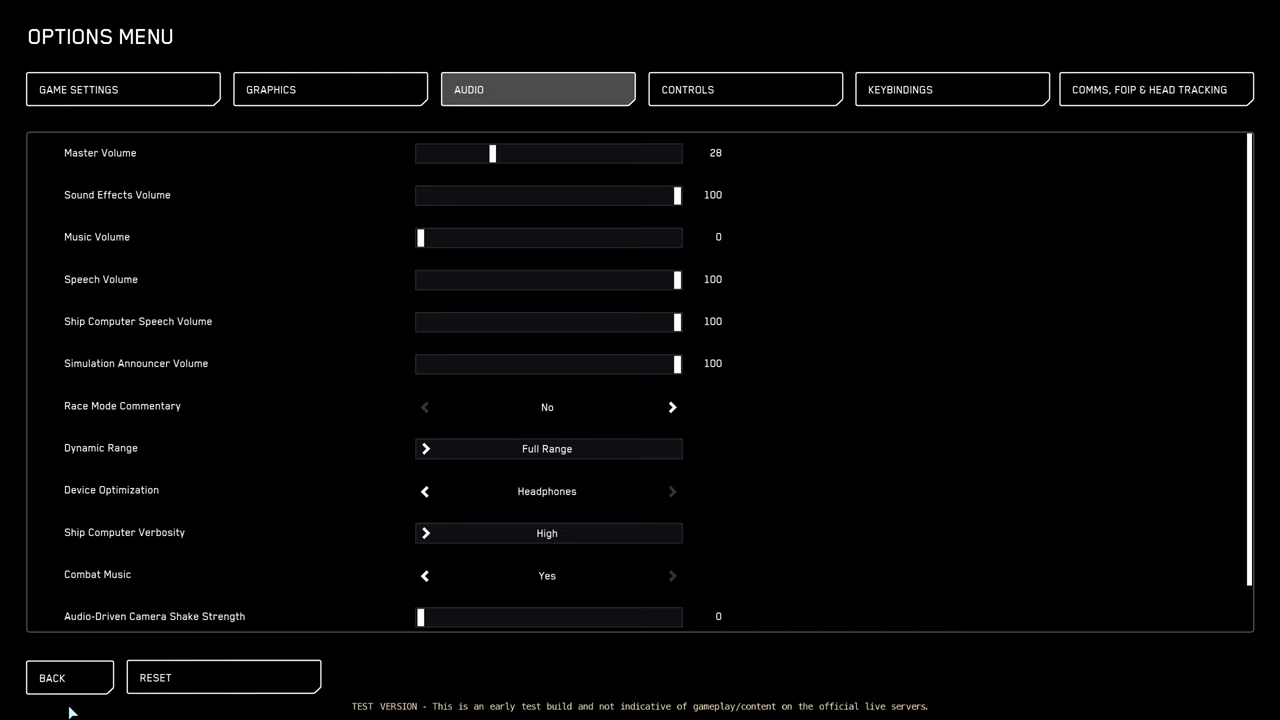 OPTIONS MENU
GAME SETTINGS
GRAPHICS
AUDIO
CONTROLS
KEYBINDINGS
COMMS, FOIP & HEAD TRACKING
Master Volume 28
Sound Effects Volume 100
Music Volume 0
Speech Volume 100
Ship Computer Speech Volume 100
Simulation Announcer Volume 100
Race Mode Commentary No
Dynamic Range Full Range
Device Optimization Headphones
Ship Computer Verbosity High
Combat Music Yes
Audio-Driven Camera Shake Strength 0
BACK
RESET
TEST VERSION - This is an early test build and not indicative of gameplay/content on the official live servers.